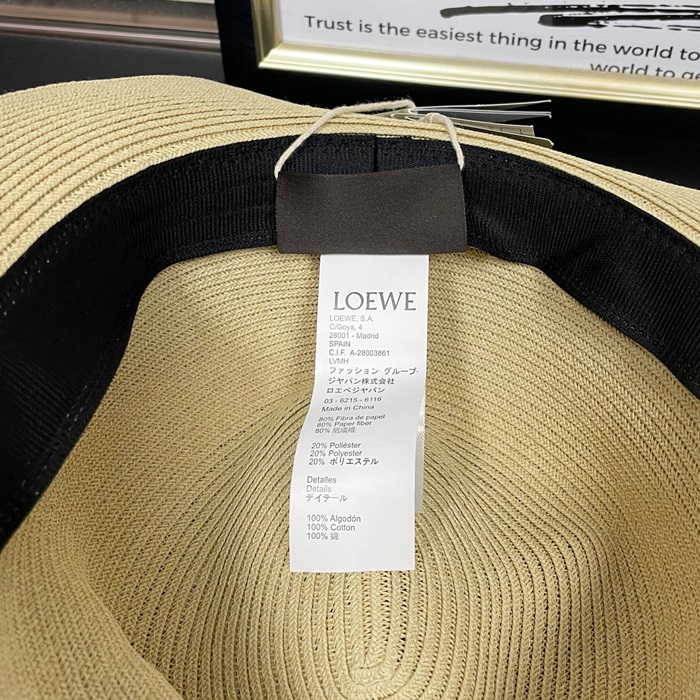 Trust is the easiest thing in the world to
world to ge
LOEWE
LOEWE, S.A.
C/Goya, 4
28001 - Madrid
SPAIN
C.I.F. A-28003861
LVMH
ファッション グループ・
ジャパン株式会社
ロエベジャパン
03 - 6215 - 6116
Made in China
80% Fibra de papel
80% Paper fiber
80% 紙繊維
20% Poliéster
20% Polyester
20% ポリエステル
Detalles
Details
デイテール
100% Algodón
100% Cotton
100% 綿